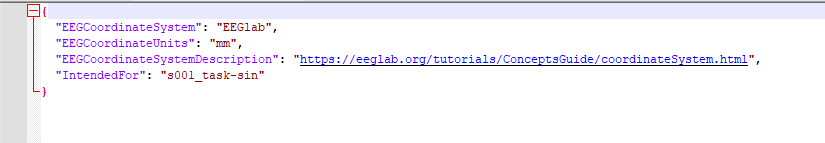 {
"EEGCoordinateSystem": "EEGlab",
"EEGCoordinateUnits": "mm",
"EEGCoordinateSystemDescription": "https://eeglab.org/tutorials/ConceptsGuide/coordinateSystem.html",
"IntendedFor": "s001_task-sin"
}